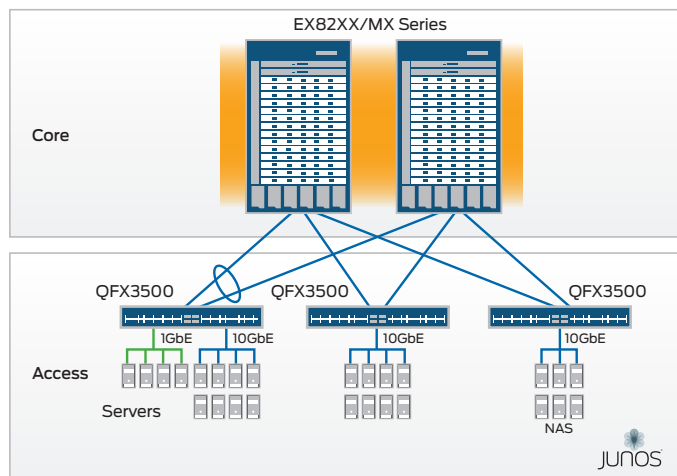 EX82XX/MX Series
Core
QFX3500
QFX3500
QFX3500
1GbE
10GbE
10GbE
10GbE
Access
Servers
NAS
JUNOS